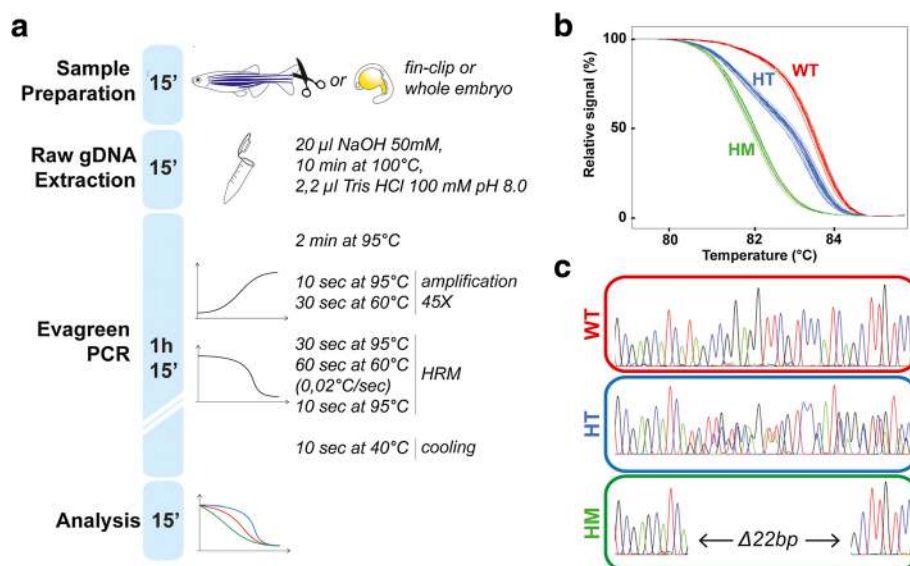 a
Sample
Preparation
15’
or
fin-clip or
whole embryo
Raw gDNA
Extraction
15’
20 µl NaOH 50mM,
10 min at 100°C,
2,2 µl Tris HCl 100 mM pH 8.0
Evagreen
PCR
1h
15’
2 min at 95°C
10 sec at 95°C
30 sec at 60°C
amplification
45X
30 sec at 95°C
60 sec at 60°C
(0,02°C/sec)
10 sec at 95°C
HRM
10 sec at 40°C
cooling
Analysis
15’
b
Relative signal (%)
100
50
0
WT
HT
HM
80
82
84
Temperature (°C)
c
WT
HT
HM
Δ22bp